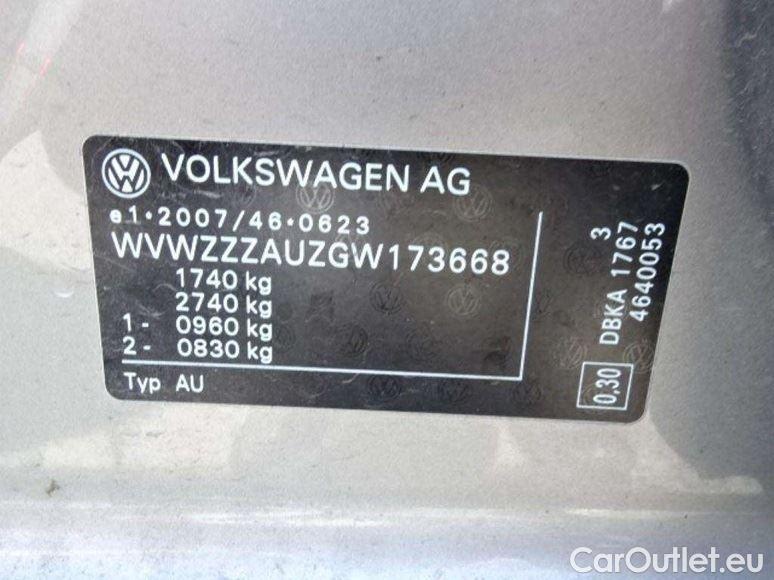 VOLKSWAGEN AG
e1*2007/46*0623
WVWZZZAUZGW173668
1740 kg
2740 kg
1 - 0960 kg
2 - 0830 kg
Typ AU
3
DBKA 1767
4640053
0,30
CarOutlet.eu